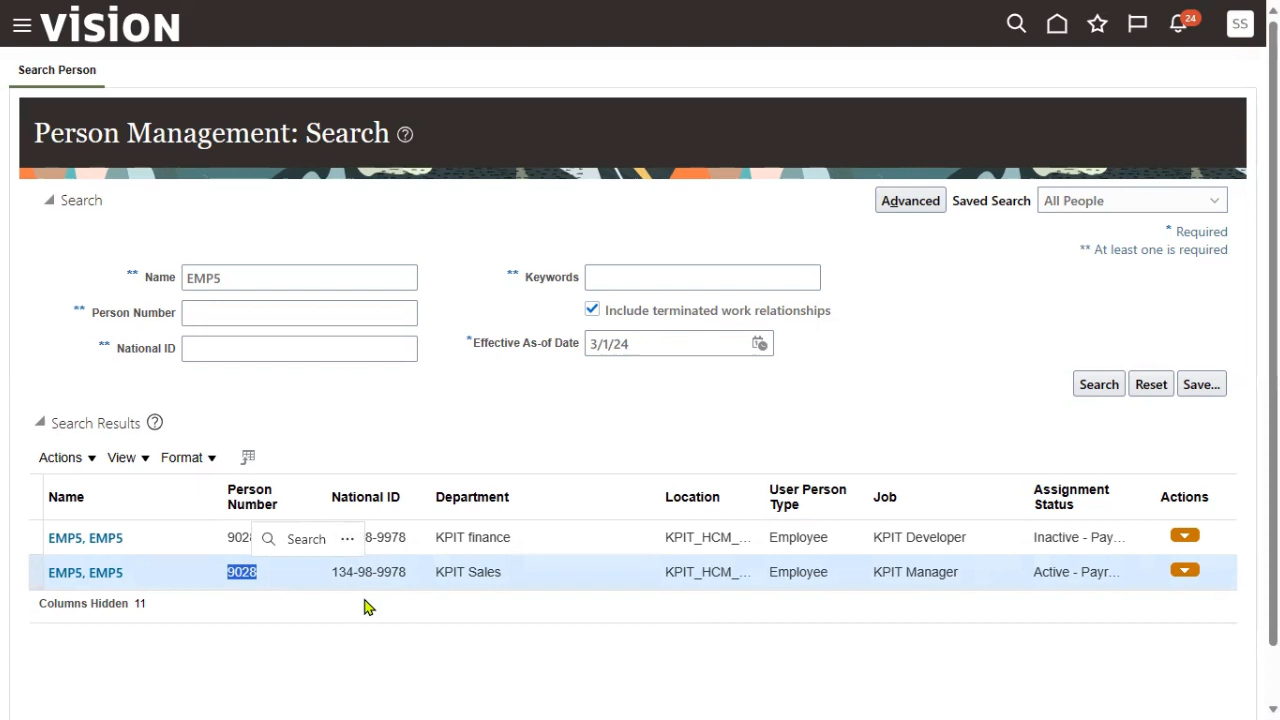 vision
24
SS
Search Person
Person Management: Search ?
Search
Advanced Saved Search All People
* Required
** At least one is required
** Name EMP5
** Keywords
** Person Number
Include terminated work relationships
** National ID
* Effective As-of Date 3/1/24
Search Reset Save...
Search Results ?
Actions View Format
Name Person Number National ID Department Location User Person Type Job Assignment Status Actions
EMP5, EMP5 KPIT finance KPIT_HCM_... Employee KPIT Developer Inactive - Pay...
Search ...
EMP5, EMP5 9028 134-98-9978 KPIT Sales KPIT_HCM_... Employee KPIT Manager Active - Payr...
Columns Hidden 11